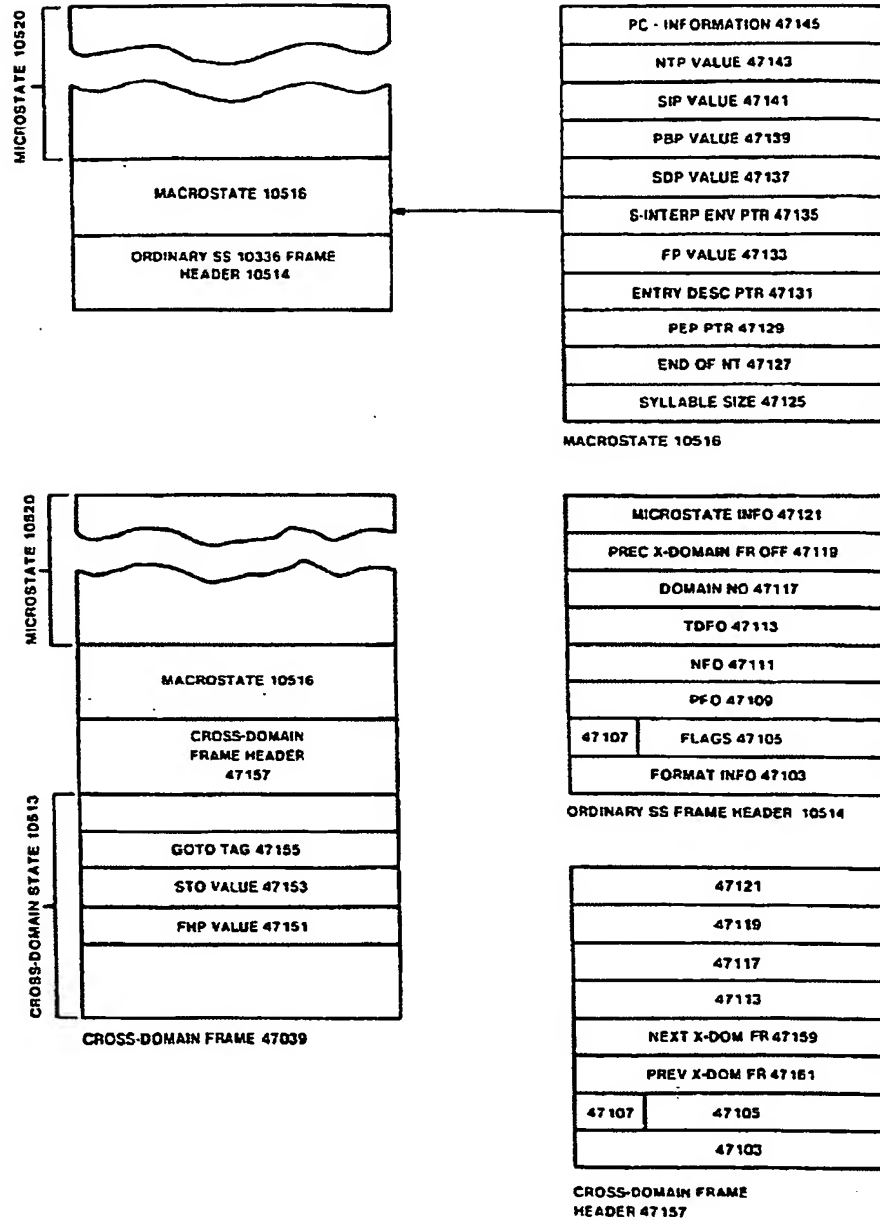 MICROSTATE 10520
MACROSTATE 10516
ORDINARY SS 10336 FRAME
HEADER 10514
PC - INFORMATION 47145
NTP VALUE 47143
SIP VALUE 47141
PBP VALUE 47139
SDP VALUE 47137
S-INTERP ENV PTR 47135
FP VALUE 47133
ENTRY DESC PTR 47131
PEP PTR 47129
END OF NT 47127
SYLLABLE SIZE 47125
MACROSTATE 10516
MICROSTATE 10520
MACROSTATE 10516
CROSS-DOMAIN
FRAME HEADER
47157
CROSS-DOMAIN STATE 10513
GOTO TAG 47155
STO VALUE 47153
FHP VALUE 47151
CROSS-DOMAIN FRAME 47039
MICROSTATE INFO 47121
PREC X-DOMAIN FR OFF 47119
DOMAIN NO 47117
TDFO 47113
NFO 47111
PFO 47109
47107 FLAGS 47105
FORMAT INFO 47103
ORDINARY SS FRAME HEADER 10514
47121
47119
47117
47113
NEXT X-DOM FR 47159
PREV X-DOM FR 47161
47107 47105
47103
CROSS-DOMAIN FRAME
HEADER 47157